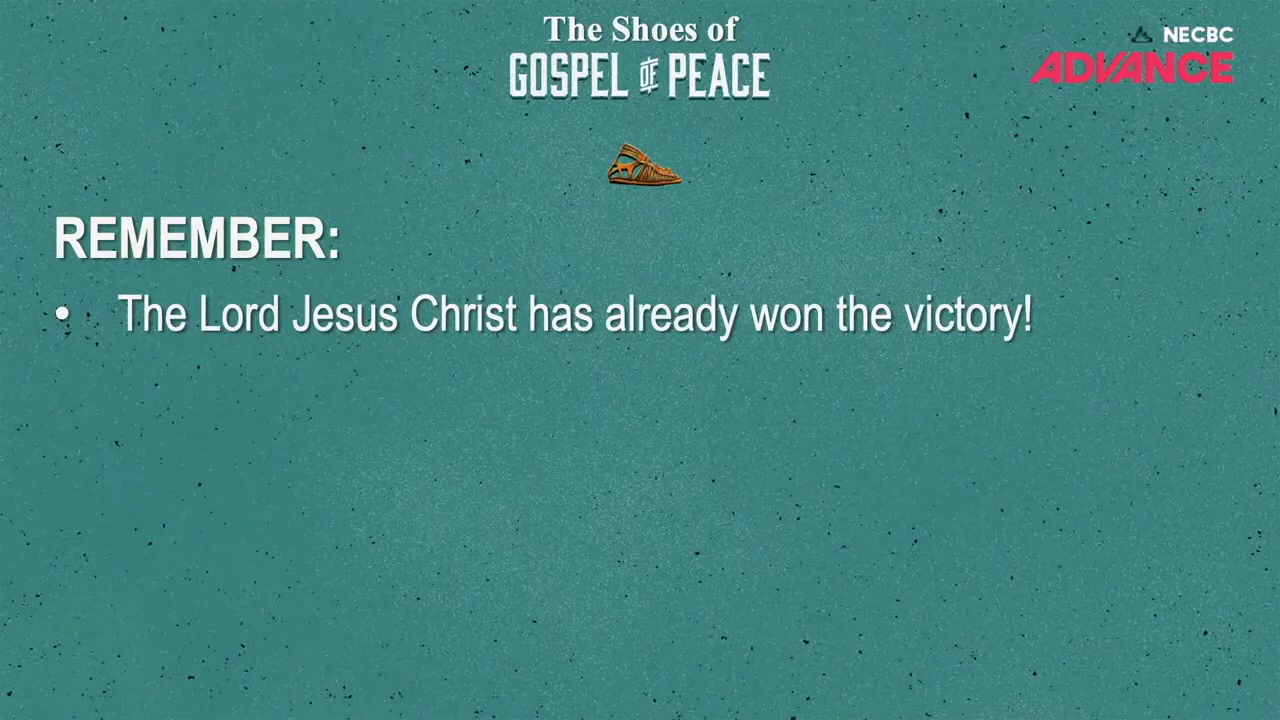 The Shoes of
GOSPEL OF PEACE
NECBC
ADVANCE
REMEMBER:
• The Lord Jesus Christ has already won the victory!